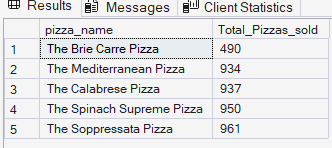 Results Messages Client Statistics
pizza_name Total_Pizzas_sold
1 The Brie Carre Pizza 490
2 The Mediterranean Pizza 934
3 The Calabrese Pizza 937
4 The Spinach Supreme Pizza 950
5 The Soppressata Pizza 961